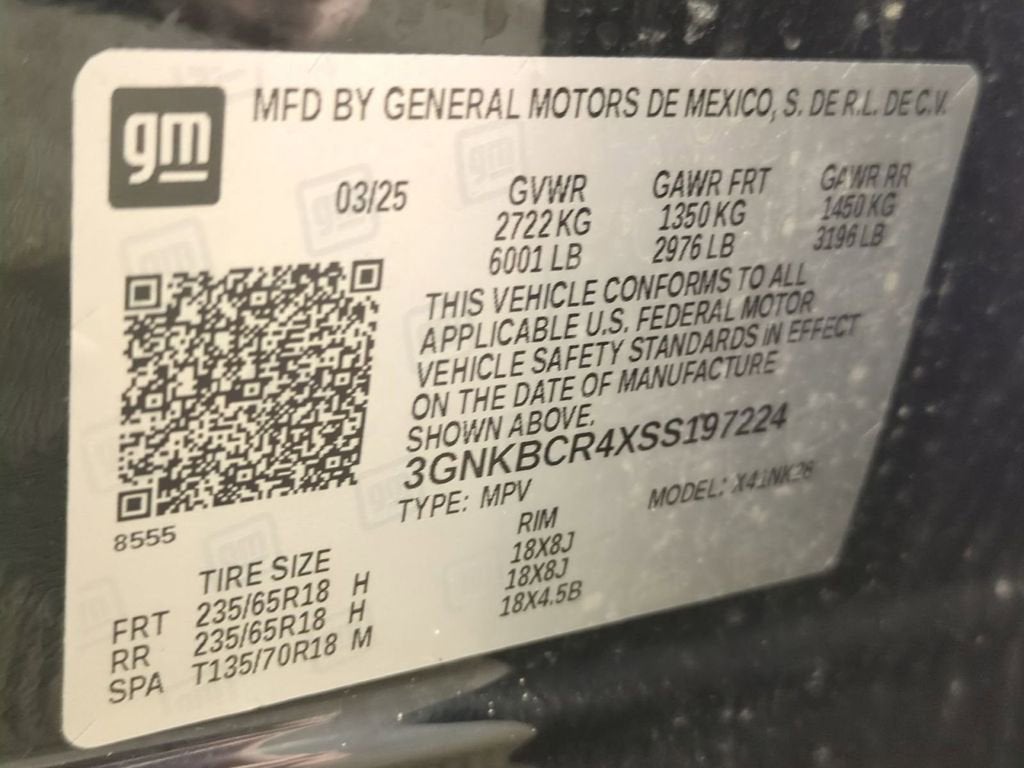 gm
MFD BY GENERAL MOTORS DE MEXICO, S. DE R.L. DE C.V.
03/25 GVWR GAWR FRT GAWR RR
2722 KG 1350 KG 1450 KG
6001 LB 2976 LB 3196 LB
THIS VEHICLE CONFORMS TO ALL
APPLICABLE U.S. FEDERAL MOTOR
VEHICLE SAFETY STANDARDS IN EFFECT
ON THE DATE OF MANUFACTURE
SHOWN ABOVE.
3GNKBCR4XSS197224
TYPE: MPV MODEL: X41NK26
8555
TIRE SIZE RIM
FRT 235/65R18 H 18X8J
RR 235/65R18 H 18X8J
SPA T135/70R18 M 18X4.5B